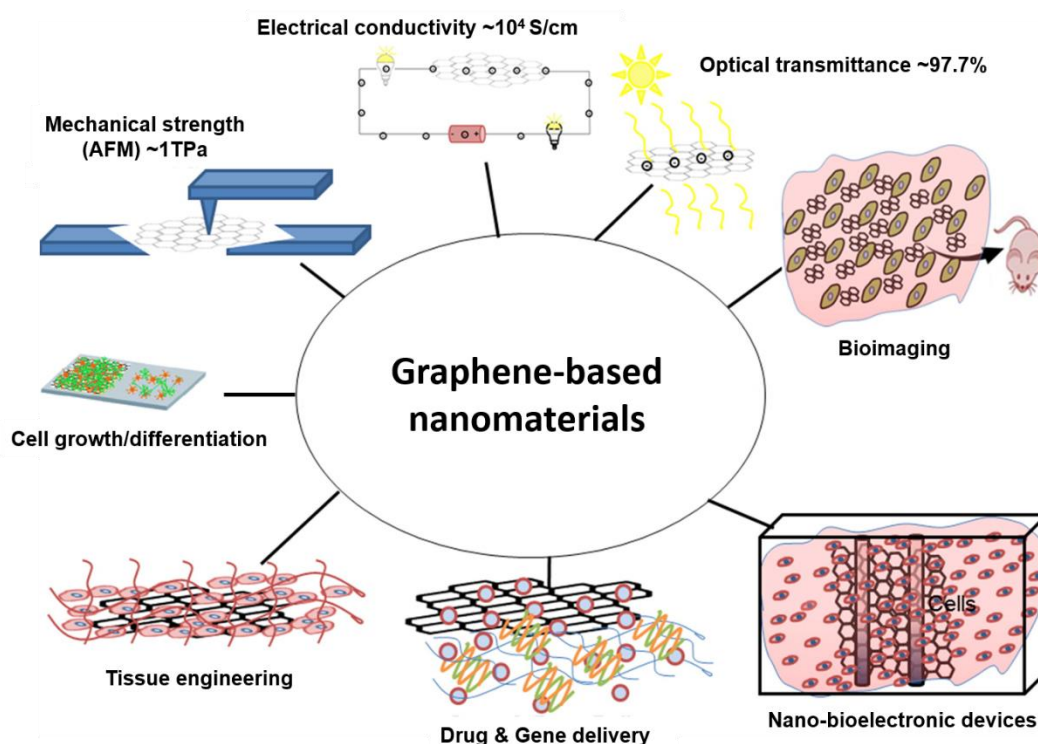 Electrical conductivity ~10⁴ S/cm
Optical transmittance ~97.7%
Mechanical strength
(AFM) ~1TPa
Bioimaging
Graphene-based
nanomaterials
Cell growth/differentiation
Cells
Tissue engineering
Drug & Gene delivery
Nano-bioelectronic devices